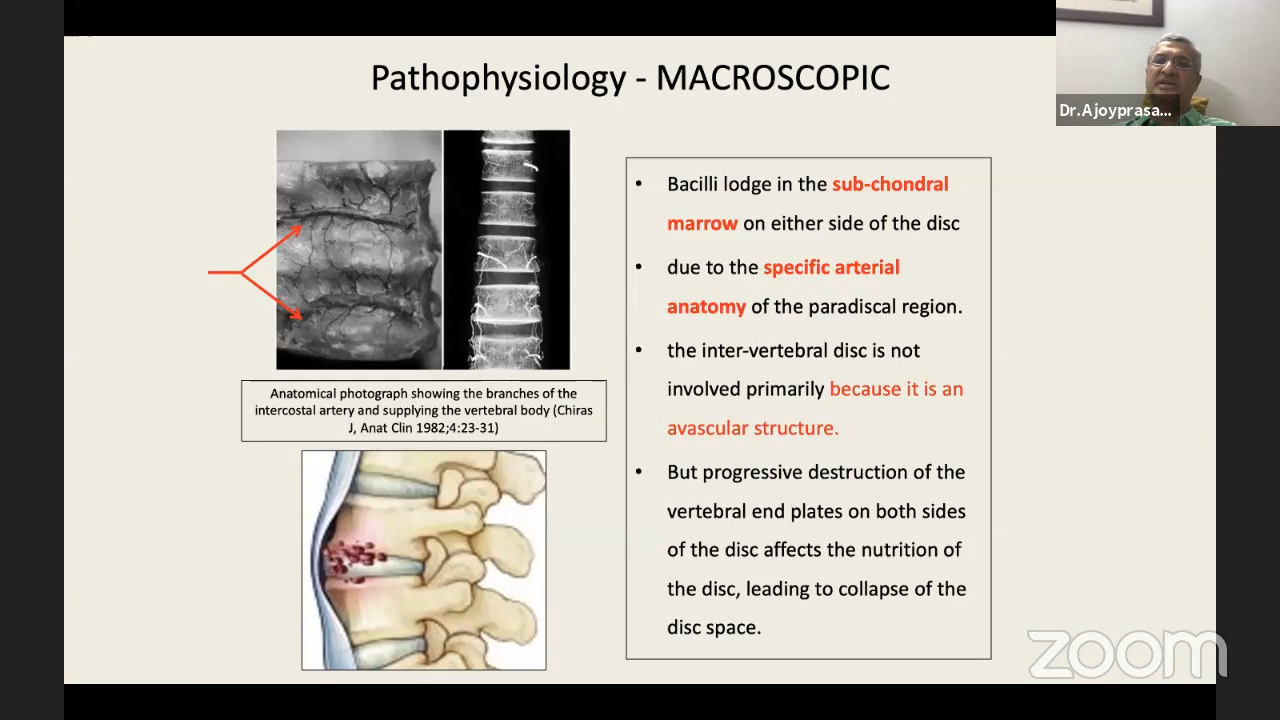 Pathophysiology - MACROSCOPIC
Dr.Ajoyprasa...
• Bacilli lodge in the sub-chondral
marrow on either side of the disc
• due to the specific arterial
anatomy of the paradiscal region.
• the inter-vertebral disc is not
involved primarily because it is an
avascular structure.
• But progressive destruction of the
vertebral end plates on both sides
of the disc affects the nutrition of
the disc, leading to collapse of the
disc space.
Anatomical photograph showing the branches of the
intercostal artery and supplying the vertebral body (Chiras
J, Anat Clin 1982;4:23-31)
zoom